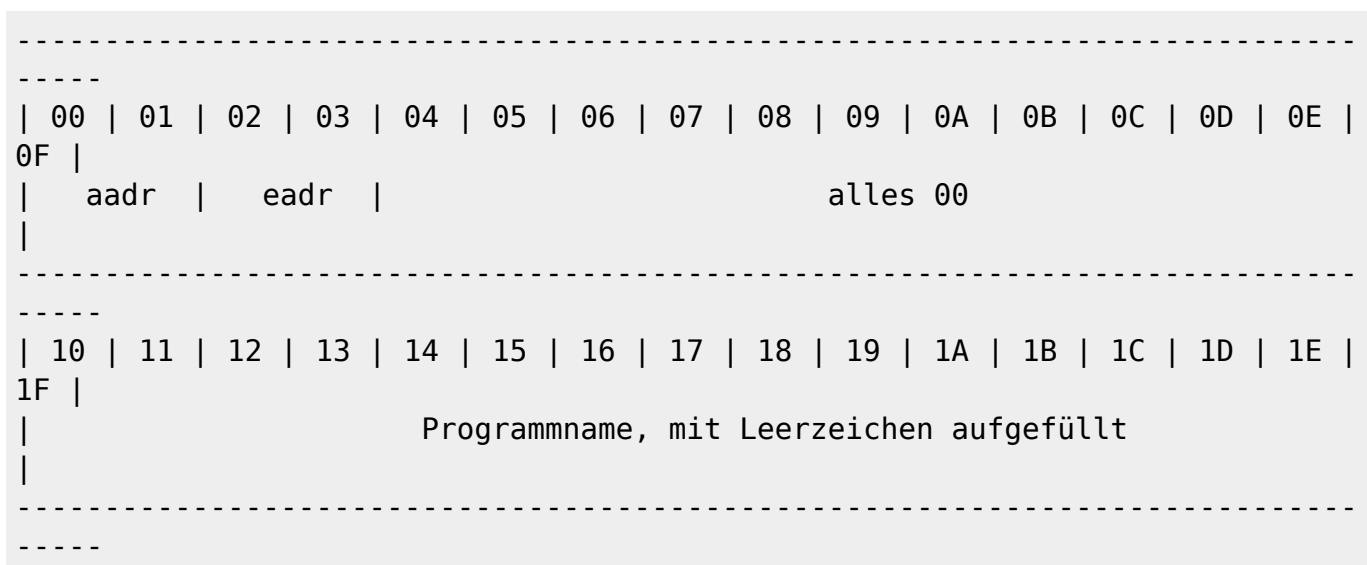 ----------------------------------------------------------------------------
-----
| 00 | 01 | 02 | 03 | 04 | 05 | 06 | 07 | 08 | 09 | 0A | 0B | 0C | 0D | 0E |
0F |
|   aadr  |   eadr  |                         alles 00
|
----------------------------------------------------------------------------
-----
| 10 | 11 | 12 | 13 | 14 | 15 | 16 | 17 | 18 | 19 | 1A | 1B | 1C | 1D | 1E |
1F |
|                      Programmname, mit Leerzeichen aufgefüllt
|
----------------------------------------------------------------------------
-----